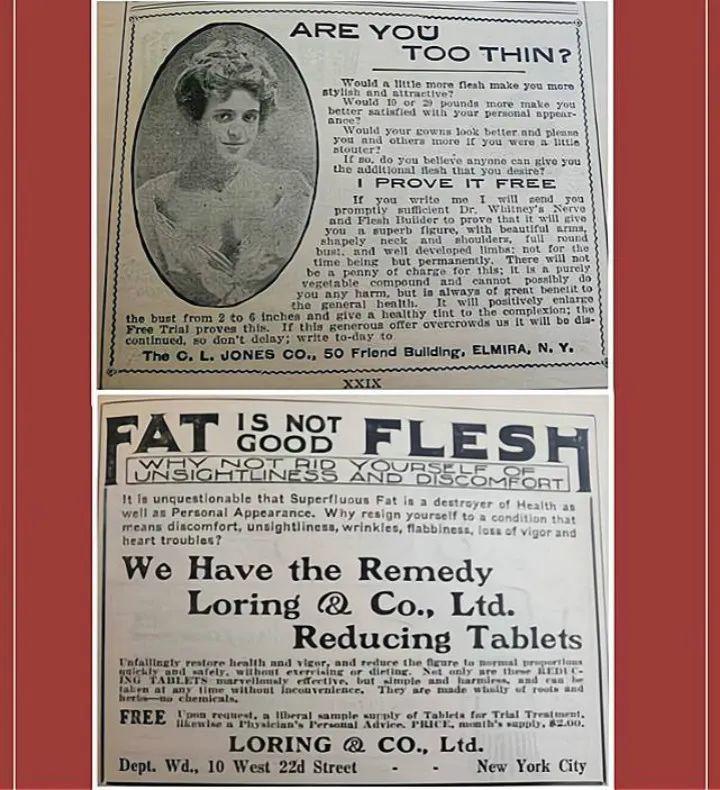 ARE YOU
TOO THIN?
Would a little more flesh make you more
stylish and attractive?
Would 10 or 20 pounds more make you
better satisfied with your personal appear-
ance?
Would your gowns look better and please
you and others more if you were a little
stouter?
If so, do you believe anyone can give you
the additional flesh that you desire?
I PROVE IT FREE
If you write me I will send you
promptly sufficient Dr. Whitney's Nerve
and Flesh Builder to prove that it will give
you a superb figure, with beautiful arms,
shapely neck and shoulders, full round
bust, and well developed limbs; not for the
time being but permanently. There will not
be a penny of charge for this; it is a purely
vegetable compound and cannot possibly do
you any harm, but is always of great benefit to
the general health. It will positively enlarge
the bust from 2 to 6 inches and give a healthy tint to the complexion; the
Free Trial proves this. If this generous offer overcrowds us it will be dis-
continued, so don't delay; write to-day to
The C. L. JONES CO., 50 Friend Building, ELMIRA, N. Y.
XXIX
FAT IS NOT GOOD FLESH
WHY NOT RID YOURSELF OF
UNSIGHTLINESS AND DISCOMFORT
It is unquestionable that Superfluous Fat is a destroyer of Health as
well as Personal Appearance. Why resign yourself to a condition that
means discomfort, unsightliness, wrinkles, flabbiness, loss of vigor and
heart troubles?
We Have the Remedy
Loring & Co., Ltd.
Reducing Tablets
Unfailingly restore health and vigor, and reduce the figure to normal proportions
quickly and safely, without exercising or dieting. Not only are these REDUC-
ING TABLETS marvellously effective, but simple and harmless, and can be
taken at any time without inconvenience. They are made wholly of roots and
herbs—no chemicals.
FREE Upon request, a liberal sample supply of Tablets for Trial Treatment,
likewise a Physician's Personal Advice. PRICE, month's supply, $2.00.
LORING & CO., Ltd.
Dept. Wd., 10 West 22d Street - - New York City